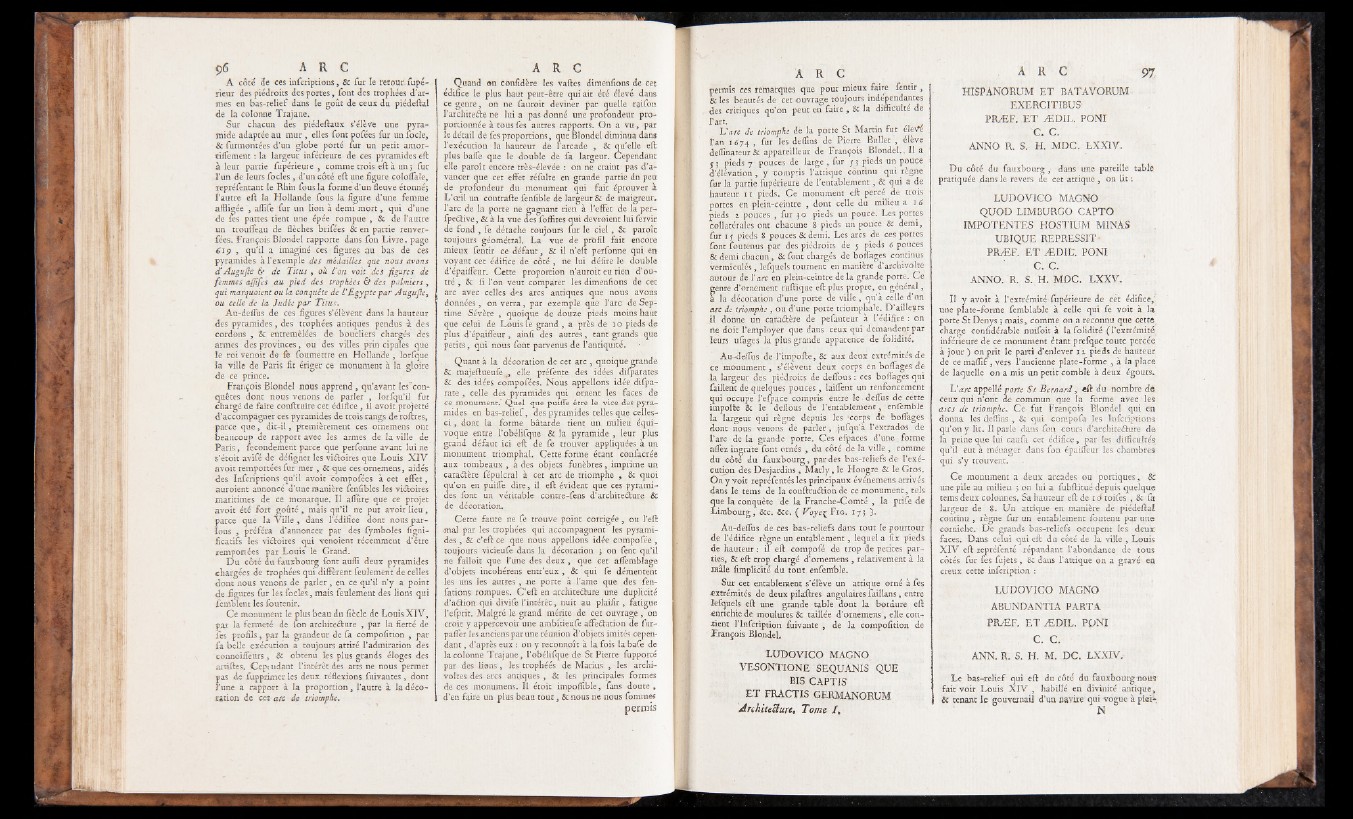 96 A R C
A côté de ces inſcriptions, & ſur le retour ſupé-
rieur des piédroits des portes, ſont des trophées d'ar-
mes en bas-relief dans le goût de ceux du piédeſtal
de la colonne Trajane.
Sur chacun des piédeſtaux s'élève une pyra-
mide adaptée au mur, elles ſont poſées ſur un ſocle,
& ſurmontées d'un globe porté ſur un petit amor-
tiſſement : la largeur inférieure de ces pyramides eſt
à leur partie ſupérieure, comme trois eſt à un ; ſur
l'un de leurs ſocles, d'un côté eſt une figure coloſſale,
repréſentant le Rhin ſous la forme d'un fleuve étonné;
l'autre eſt la Hollande ſous la figure d'une femme
affligée, aſſiſe ſur un lion à demi mort, qui d'une
de ſes pattes tient une épée rompue, & de l'autre
un trouſſeau de flèches briſées & en partie renver-
ſées. François Blondel rapporte dans ſon Livre, page
619, qu'il a imaginé ces figures au bas de ces
pyramides à l'exemple des médailles que nous avons
d'Auguſte & de Titus, où l'on voit des figures de
femmes aſſiſes au pied des trophées & des palmiers,
qui marquoient ou la conquête de l'Égypte par Auguſte,
ou celle de la Judée par Titus.
Au-deſſus de ces figures s'élèvent dans la hauteur
des pyramides, des trophées antiques pendus à des
cordons, & entremêlées de boucliers chargés des
armes des provinces, ou des villes principales que
le roi venoit de ſe ſoumettre en Hollande, lorſque
la ville de Paris fit ériger ce monument à la gloire
de ce prince.
François Blondel nous apprend, qu'avant les con-
quêtes dont nous venons de parler, lorſqu'il fut
chargé de faire conſtruire cet édifice, il avoit projetté
d'accompagner ces pyramides de trois rangs de roſtres,
parce que, dit-il, premièrement ces ornemens ont
beaucoup de rapport avec les armes de la ville de
Paris, ſecondement parce que perſonne avant lui ne
s'étoit aviſé de déſigner les victoires que Louis XIV
avoit remportées ſur mer, & que ces ornemens, aidés
des Inſcriptions qu'il avoit compoſées à cet effet,
auroient annoncé d'une manière ſenſible les victoires
maritimes de ce monarque. Il aſſure que ce projet
avoit été fort goûté, mais qu'il ne put avoir lieu,
parce que la Ville, dans l'édifice dont nous par-
lons, préféra d'annoncer par des ſymboles ſigni-
ficatifs les victoires qui venoient récemment d'être
remportées par Louis le Grand.
Du côté du fauxbourg ſont auſſi deux pyramides
chargées de trophées qui diffèrent ſeulement de celles
dont nous venons de parler, en ce qu'il n'y a point
de figures ſur les ſocles, mais ſeulement des lions qui
ſemblent les ſoutenir.
Ce monument le plus beau du ſiècle de Louis XIV,
par la fermeté de ſon architecture, par la fierté de
ſes profils, par la grandeur de ſa compoſition, par
ſa belle exécution a toujours attiré l'admiration des
connoiſſeurs, & obtenu les plus grands éloges des
artiſtes. Cependant l'intérêt des arts ne nous permet
pas de ſupprimer les deux réflexions ſuivantes, dont
l'une a rapport à la proportion, l'autre à la déco-
ration de cet arc de triomphe.
A R C
Quand on conſidère les vaſtes dimenſions de cet
édifice le plus haut peut-être qui ait été élevé dans
ce genre, on ne ſauroit deviner par quelle raiſon
l'architecte ne lui a pas donné une profondeur pro-
portionnée à tous ſes autres rapports. On a vu, par
le détail de ſes proportions, que Blondel diminua dans
l'exécution la hauteur de l'arcade, & qu'elle eſt
plus baſſe que le double de ſa largeur. Cependant
elle paroît encore très-élevée : on ne craint pas d'a-
vancer que cet effet réſulte en grande partie du peu
de profondeur du monument qui fait éprouver à
L'œil un contraſte ſenſible de largeur & de maigreur.
l'arc de la porte ne gagnant rien à l'effet de la per-
ſpective, & à la vue des ſoffites qui devroient lui ſervir
de fond, ſe détache toujours ſur le ciel, & paroît
toujours géométral. La vue de profil fait encore
mieux ſentir ce défaut, & il n'eſt perſonne qui en
voyant cet édifice de côté, ne lui déſire le double
d'épaiſſeur. Cette proportion n'auroit eu rien d'ou-
tré, & ſi l'on veut comparer les dimenſions de cet
arc avec celles des arcs antiques que nous avons
données, on verra, par exemple que l'arc de Sep-
time Sévère, quoique de douze pieds moins haut
que celui de Louis le grand, a près de 10 pieds de
plus d'épaiſſeur, ainſi des autres, tant grands que
petits, qui nous ſont parvenus de l'antiquité.
Quant à la décoration de cet arc, quoique grande
& majeſtueuſe, elle préſente des idées diſparates
& des idées compoſées. Nous appellons idée diſpa-
rate, celle des pyramides qui ornent les faces de
ce monument. Quel que puiſſe être le vice des pyra-
mides en bas-relief, des pyramides telles que celles-
ci, dont la forme bâtarde tient un milieu équi-
voque entre l'obéliſque & la pyramide, leur plus
grand défaut ici eſt de ſe trouver appliquées à un
monument triomphal. Cette forme étant conſacrée
aux tombeaux, à des objets funèbres, imprime un
caractère ſépulcral à cet arc de triomphe, & quoi
qu'on en puiſſe dire, il eſt évident que ces pyrami-
des ſont un véritable contre-ſens d'architecture &
de décoration.
Cette faute ne ſe trouve point corrigée, ou l'eſt
mal par les trophées qui accompagnent les pyrami-
des, & c'eſt ce que nous appellons idée compoſée,
toujours vicieuſe dans la décoration ; on ſent qu'il
ne falloit que l'une des deux, que cet aſſemblage
d'objets incohérens entr'eux, & qui ſe démentent
les uns les autres, ne porte à l'ame que des ſen-
ſations rompues. C'eſt en architecture une duplicité
d'action qui diviſe l'intérêt, nuit au plaiſir, fatigue
l'eſprit. Malgré le grand mérite de cet ouvrage, on
croit y appercevoir une ambitieuſe affectation de ſur-
paſſer les anciens par une réunion d'objets imités cepen-
dant, d'après eux : on y reconnoît à la fois la baſe de
la colonne Trajane, l'obéliſque de St Pierre ſupporté
par des lions, les trophées de Marius, les archi-
voltes des arcs antiques, & les principales formes
de ces monumens. Il étoit impoſſible, ſans doute,
d'en faire un plus beau tout, & nous ne nous ſommes
permis
A R C
permis ces remarques que pour mieux faire ſentir,
& les beautés de cet ouvrage toujours indépendantes
des critiques qu'on peut en faire, & la difficulté de
l'art.
L'arc de triomphe de la porte St Martin fut élevé
l'an 1674, ſur les deſſins de Pierre Bullet, élève
deſſinateur & appareilleur de François Blondel. Il a
53 pieds 7 pouces de large, ſur 53 pieds un pouce
d'élévation, y compris l'attique continu qui règne
ſur la partie ſupérieure de l'entablement, & qui a de
hauteur 11 pieds. Ce monument eſt percé de trois
portes en plein-ceintre, dont celle du milieu a 16
pieds 2 pouces, ſur 30 pieds un pouce. Les portes
collatérales ont chacune 8 pieds un pouce & demi,
ſur 15 pieds 8 pouces & demi. Les arcs de ces portes
ſont ſoutenus par des piédroits de 5 pieds 6 pouces
& demi chacun, & ſont chargés de boſſages continus
vermiculés, leſquels tournent en manière d'archivolte
autour de l'arc en plein-ceintre de la grande porte. Ce
genre d'ornement ruſtique eſt plus propre, en général,
à la décoration d'une porte de ville, qu'à celle d'un
arc de triomphe, ou d'une porte triomphale. D'ailleurs
il donne un caractère de peſanteur à l'édifice : on
ne doit l'employer que dans ceux qui demandent par
leurs uſages la plus grande apparence de ſolidité.
Au-deſſus de l'impoſte, & aux deux extrémités de
ce monument, s'élèvent deux corps en boſſages de
la largeur des piédroits de deſſous : ces boſſages qui
ſaillent de quelques pouces, laiſſent un renfoncement
qui occupe l'eſpace compris entre le deſſus de cette
impoſte & le deſſous de l'entablement, enſemble
la largeur qui règne depuis les corps de boſſages
dont nous venons de parler, juſqu'à l'extrados de
l'arc de la grande porte. Ces eſpaces d'une forme
aſſez ingrate ſont ornés, du côté de la ville, comme
du côté du fauxbourg, par des bas-reliefs de l'exé-
cution des Desjardins, Marly, le Hongre & le Gros.
On y voit repréſentés les principaux événemens arrivés
dans le tems de la conſtruction de ce monument, tels
que la conquête de la Franche-Comté, la priſe de
Limbourg, &c. &c. ( Voyez FIG. 173 ).
Au-deſſus de ces bas-reliefs dans tout le pourtour
de l'édifice règne un entablement, lequel a ſix pieds
de hauteur : il eſt compoſé de trop de petites par-
ties, & eſt trop chargé d'ornemens, relativement à la
mâle ſimplicité du tout enſemble.
Sur cet entablement s'élève un attique orné à ſes
extrémités de deux pilaſtres angulaires ſaillans, entre
leſquels eſt une grande table dont la bordure eſt
enrichie de moulures & taillée d'ornemens, elle con-
tient l'Inſcription ſuivante, de la compoſition de
François Blondel.
LUDOVICO MAGNO
VESONTIONE SEQUANIS QUE
BIS CAPTIS
ET FRACTIS GERMANORUM
Architecture, Tome I,
A R C 97
HISPANORUM ET BATAVORUM
EXERCITIBUS
PRÆF. ET ÆDIL. PONI
C. C.
ANNO R. S. H. MDC. LXXIV.
Du côté du fauxbourg, dans une pareille table
pratiquée dans le revers de cet attique, on lit :
LUDOVICO MAGNO
QUOD LIMBURGO CAPTO
IMPOTENTES HOSTIUM MINAS
UBIQUE REPRESSIT
PRÆF. ET ÆDIL. PONI
C. C.
ANNO. R. S. H. MDC. LXXV.
Il y avoit à l'extrémité ſupérieure de cet édifice,
une plate-forme ſemblable à celle qui ſe voit à la
porte St Denys ; mais, comme on a reconnu que cette
charge conſidérable nuiſoit à la ſolidité (l'extrémité
inférieure de ce monument étant preſque toute percée
à jour ) on prit le parti d'enlever 11 pieds de hauteur
de ce maſſif, vers l'ancienne plate-forme, à la place
de laquelle on a mis un petit comble à deux égouts.
L'arc appellé porte St Bernard, eſt du nombre de
ceux qui n'ont de commun que la forme avec les
arcs de triomphe. Ce fut François Blondel qui en
donna les deſſins, & qui compoſa les Inſcriptions
qu'on y lit. Il parle dans ſon cours d'architecture de
la peine que lui cauſa cet édifice, par les difficultés
qu'il eut à ménager dans ſon épaiſſeur les chambres
qui s'y trouvent.
Ce monument a deux arcades ou portiques, &
une pile au milieu ; on lui a ſubſtitué depuis quelque
tems deux colonnes. Sa hauteur eſt de 10 toiſes, & ſa
largeur de 8. Un attique en manière de piédeſtal
continu, règne ſur un entablement ſoutenu par une
corniche. De grands bas-reliefs occupent les deux
faces. Dans celui qui eſt du côté de la ville, Louis
XIV eſt repréſenté répandant l'abondance de tous
côtés ſur ſes ſujets, & dans l'attique on a gravé en
creux cette inſcription :
LUDOVICO MAGNO
ABUNDANTIA PARTA
PRÆF. ET ÆDIL. PONI
C. C.
ANN. R. S. H. M. DC. LXXIV.
Le bas-relief qui eſt du côté du fauxbourg nous
fait voir Louis XIV, habillé en divinité antique,
& tenant le gouvernail d'un navire qui vogue à plei-
N